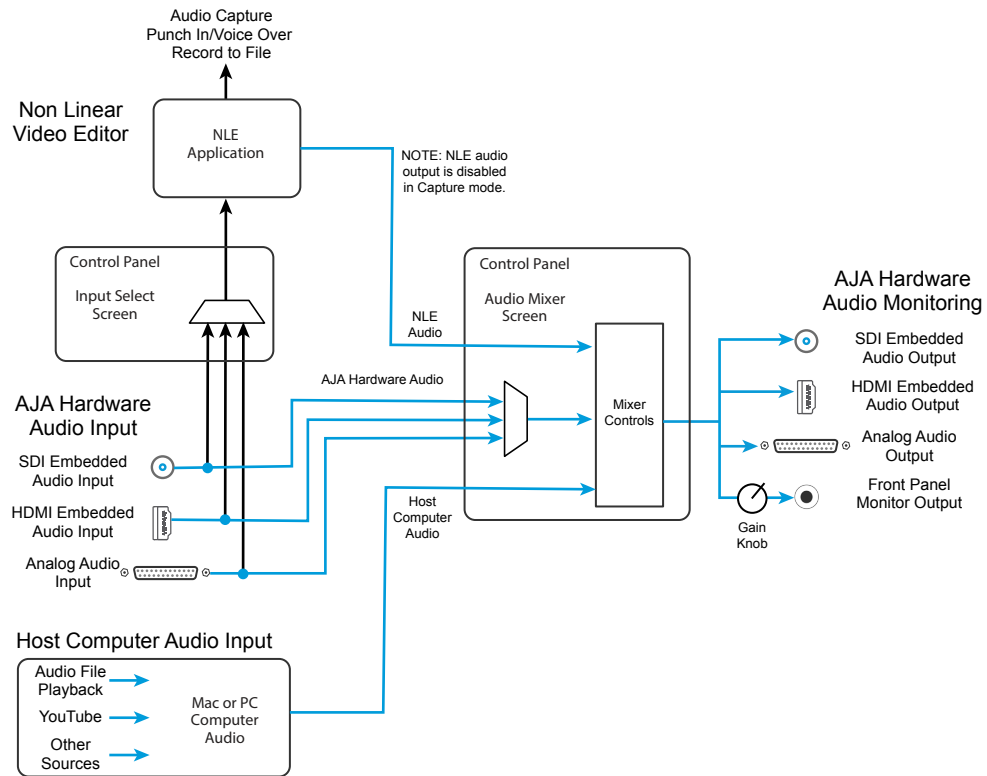 Audio Capture
Punch In/Voice Over
Record to File
Non Linear
Video Editor
NLE
Application
NOTE: NLE audio
output is disabled
in Capture mode.
Control Panel
Input Select
Screen
Control Panel
Audio Mixer
Screen
NLE
Audio
AJA Hardware Audio
Mixer
Controls
Host
Computer
Audio
AJA Hardware
Audio Monitoring
SDI Embedded
Audio Output
HDMI Embedded
Audio Output
Analog Audio
Output
Front Panel
Monitor Output
Gain
Knob
AJA Hardware
Audio Input
SDI Embedded
Audio Input
HDMI Embedded
Audio Input
Analog Audio
Input
Host Computer Audio Input
Audio File
Playback
YouTube
Other
Sources
Mac or PC
Computer
Audio